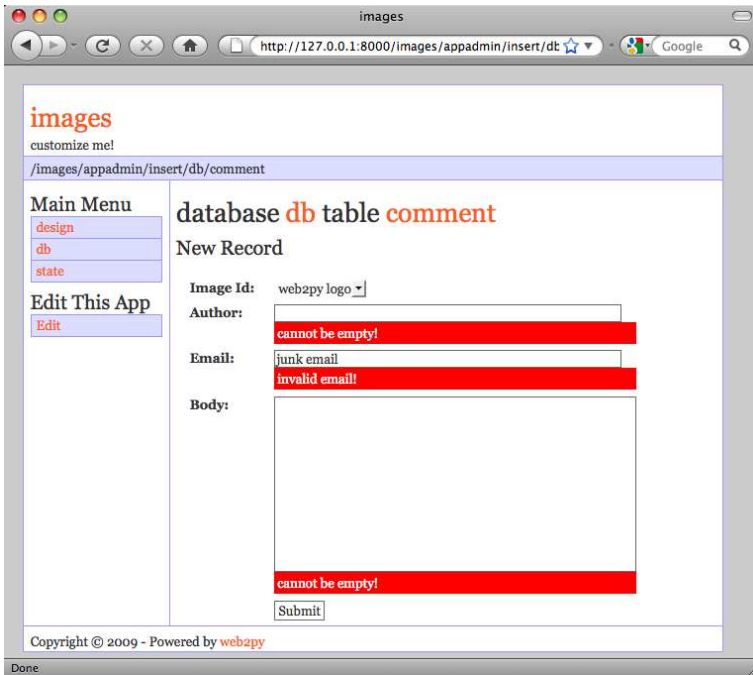 images
http://127.0.0.1:8000/images/appadmin/insert/db
Google
images
customize me!
/images/appadmin/insert/db/comment
Main Menu
design
db
state
Edit This App
Edit
database db table comment
New Record
Image Id: web2py logo
Author:
cannot be empty!
Email: junk email
invalid email!
Body:
cannot be empty!
Submit
Copyright © 2009 - Powered by web2py
Done